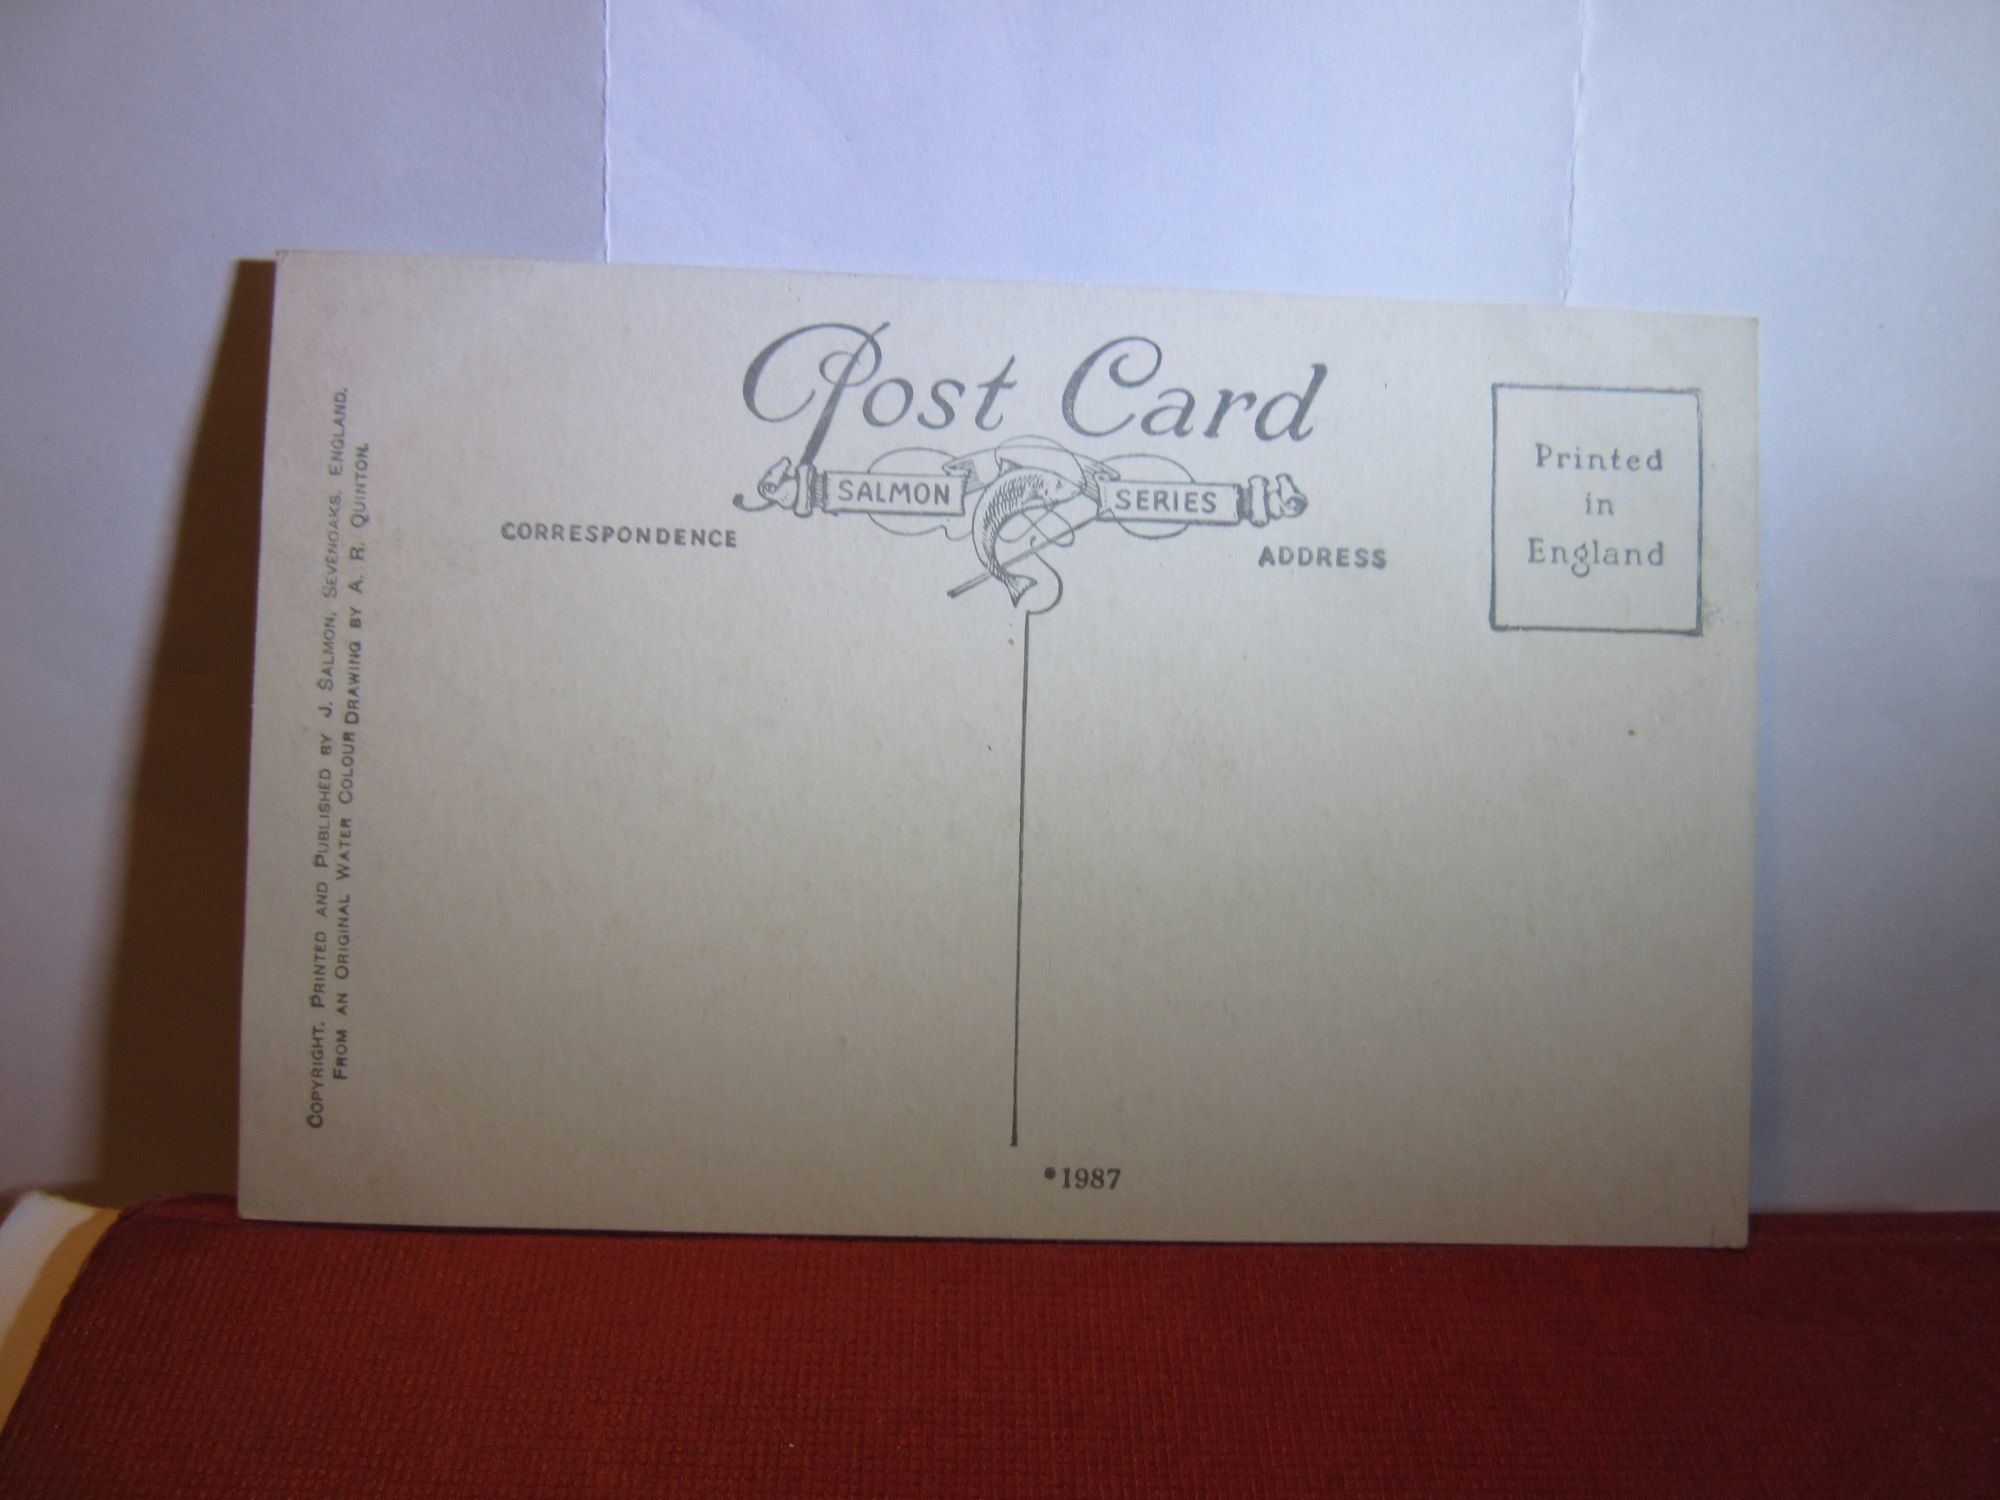 Post Card
SALMON SERIES
CORRESPONDENCE
ADDRESS
Printed
in
England
COPYRIGHT. PRINTED AND PUBLISHED BY J. SALMON, SEVENOAKS, ENGLAND.
FROM AN ORIGINAL WATER COLOUR DRAWING BY A. R. QUINTON.
*1987